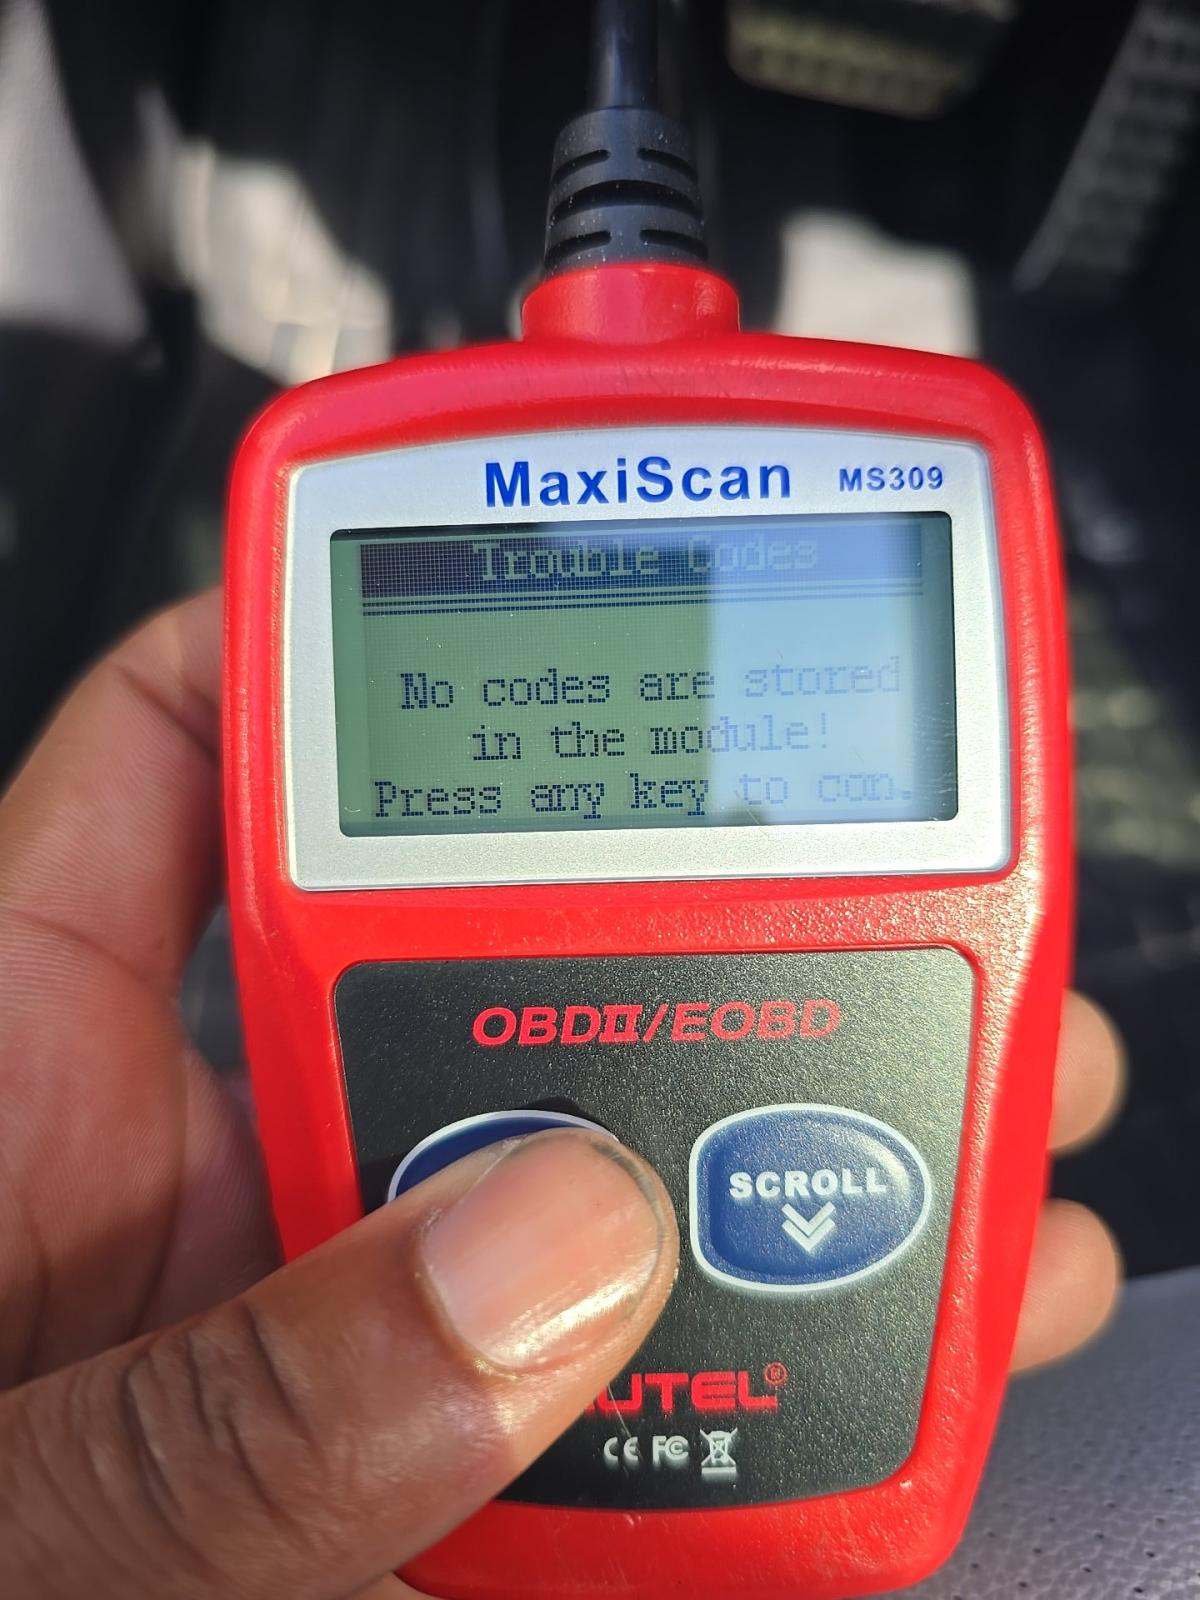 MaxiScan MS309
Trouble Codes
No codes are stored
in the module!
Press any key to con.
OBDII/EOBD
SCROLL
UTEL®
CE FC